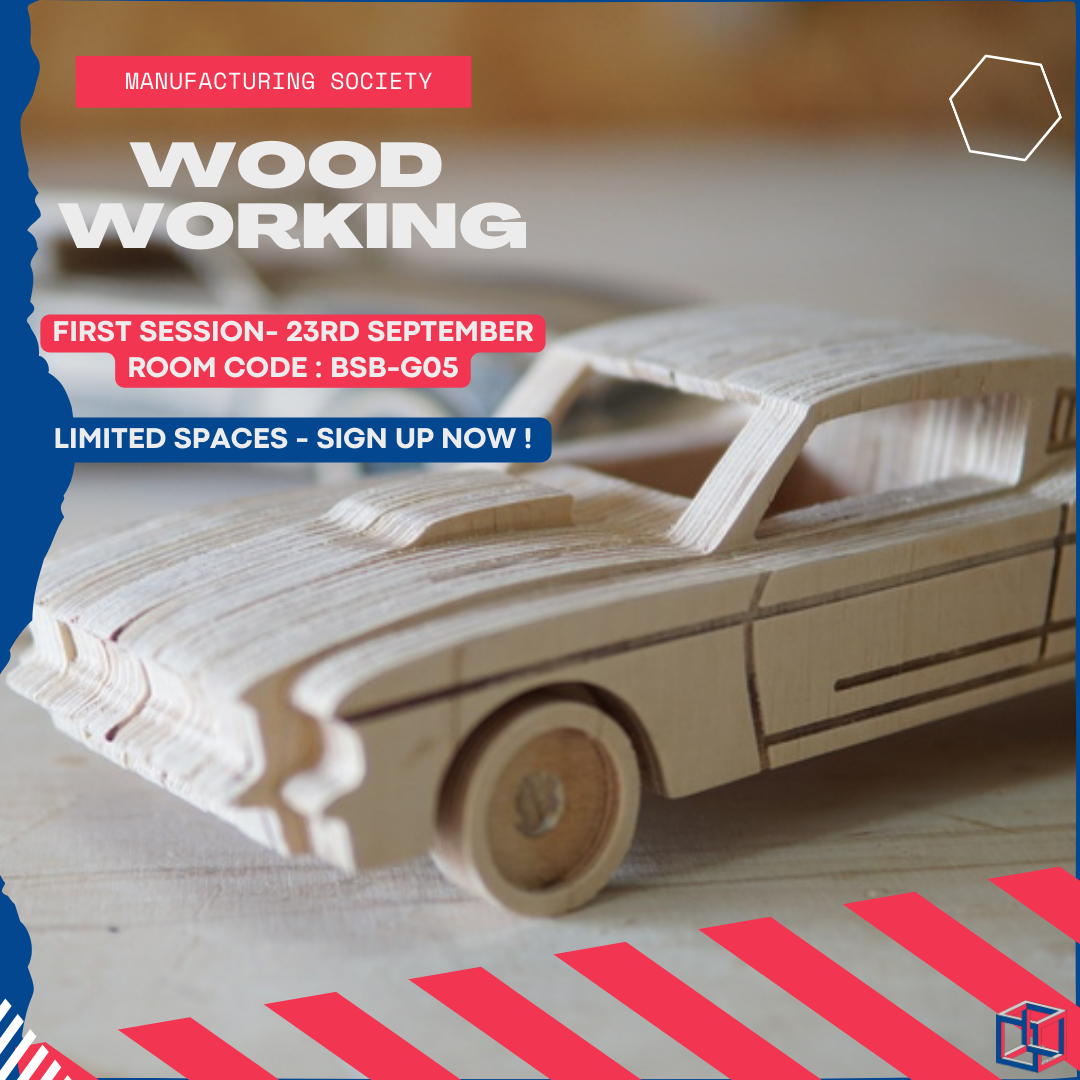 MANUFACTURING SOCIETY
WOOD
WORKING
FIRST SESSION- 23RD SEPTEMBER
ROOM CODE : BSB-G05
LIMITED SPACES - SIGN UP NOW !